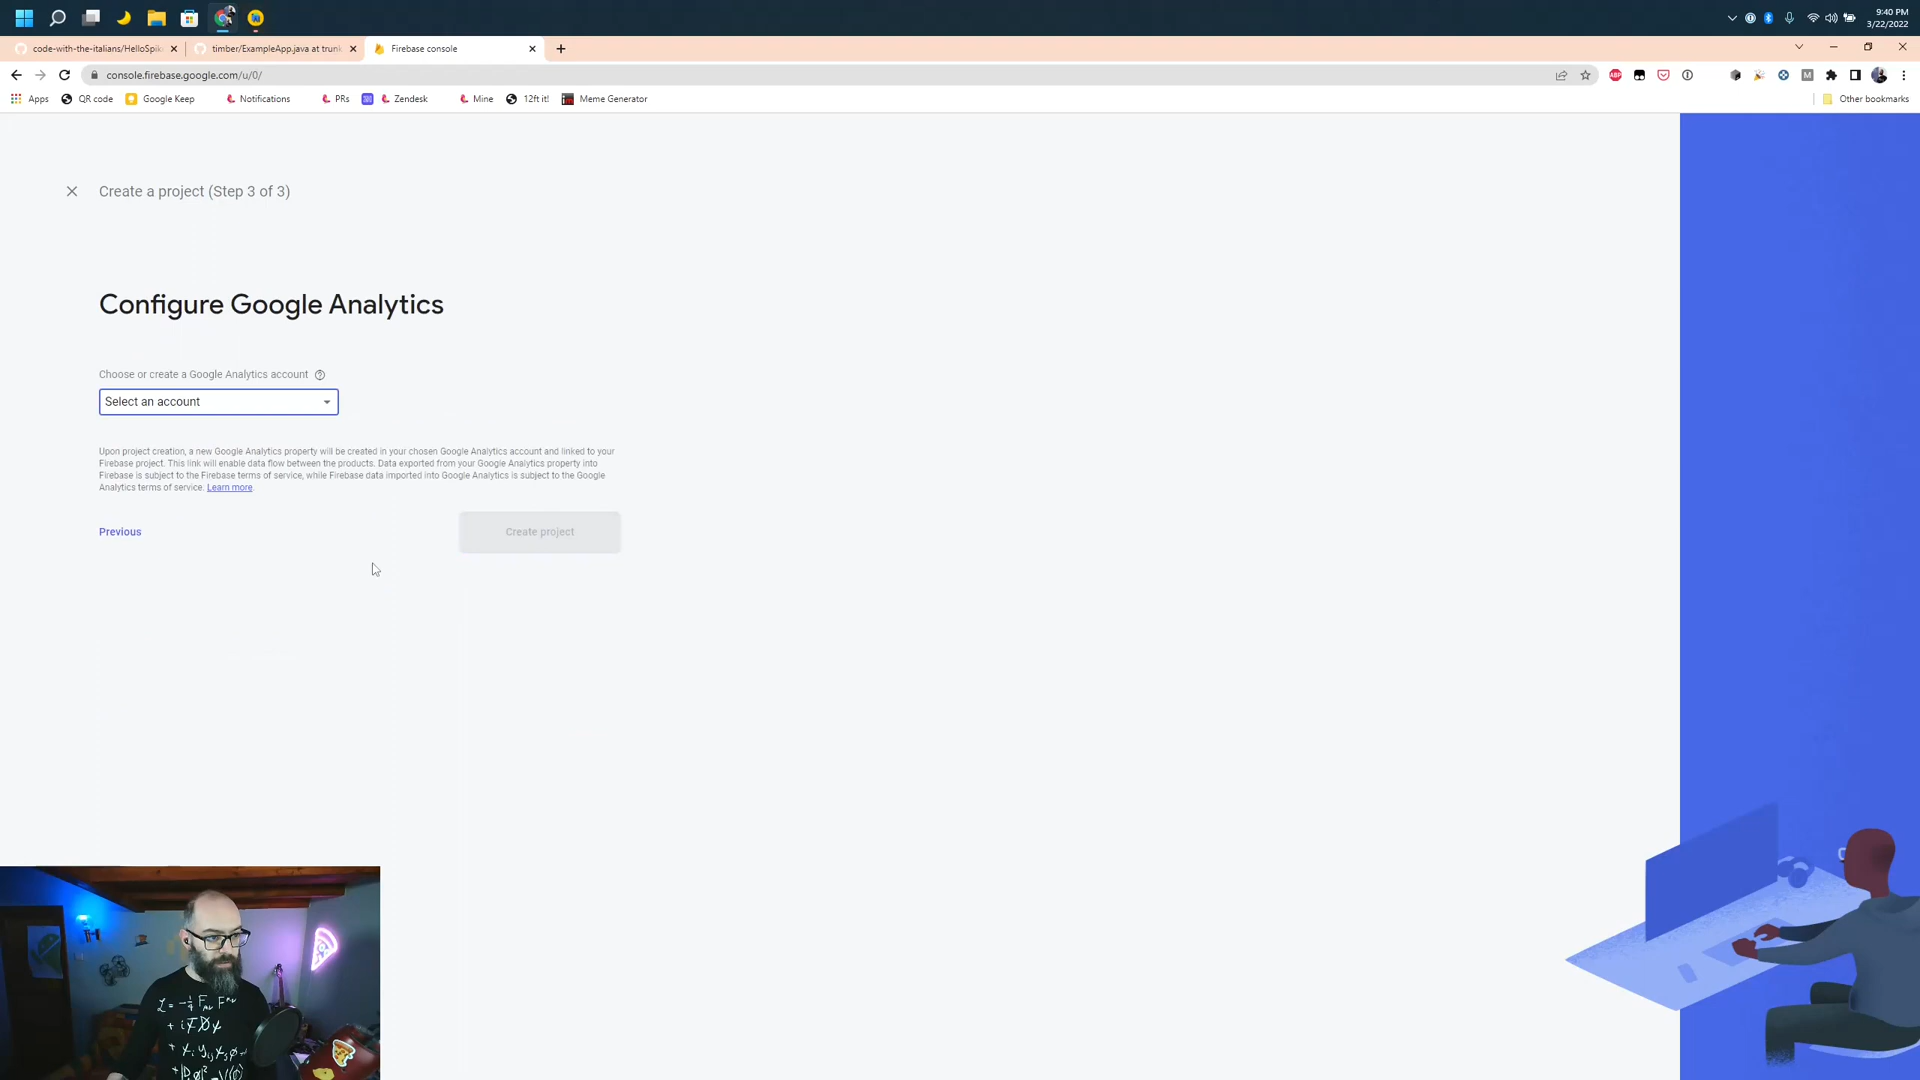 9:40 PM
3/22/2022
code-with-the-italians/HelloSpik
timber/ExampleApp.java at trunk
Firebase console
console.firebase.google.com/u/0/
Apps
QR code
Google Keep
Notifications
PRs
Zendesk
Mine
12ft it!
Meme Generator
Other bookmarks
Create a project (Step 3 of 3)
Configure Google Analytics
Choose or create a Google Analytics account
Select an account
Upon project creation, a new Google Analytics property will be created in your chosen Google Analytics account and linked to your
Firebase project. This link will enable data flow between the products. Data exported from your Google Analytics property into
Firebase is subject to the Firebase terms of service, while Firebase data imported into Google Analytics is subject to the Google
Analytics terms of service. Learn more.
Previous
Create project